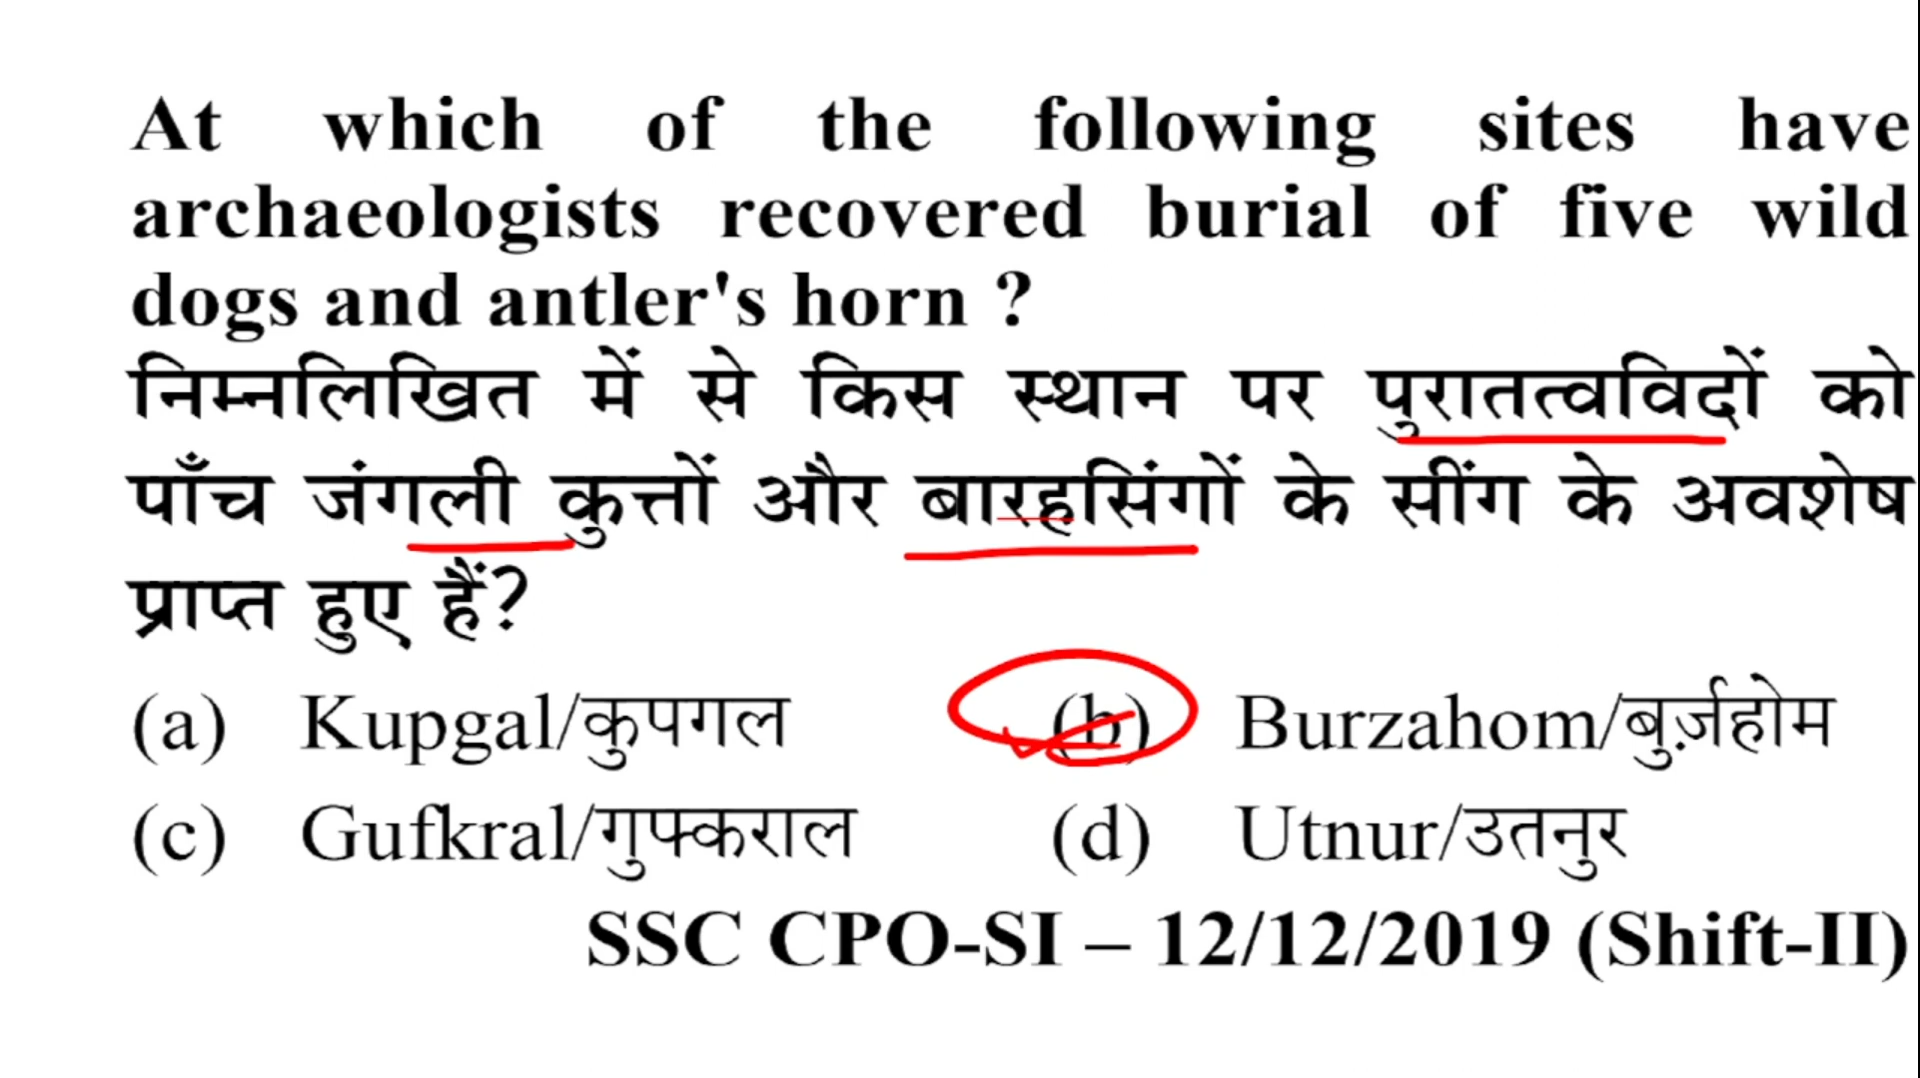 At which of the following sites have
archaeologists recovered burial of five wild
dogs and antler's horn ?
निम्नलिखित में से किस स्थान पर पुरातत्वविदों को
पाँच जंगली कुत्तों और बारहसिंगों के सींग के अवशेष
प्राप्त हुए हैं?
(a) Kupgal/कुपगल (b) Burzahom/बुर्ज़होम
(c) Gufkral/गुफ्कराल (d) Utnur/उतनुर
SSC CPO-SI – 12/12/2019 (Shift-II)